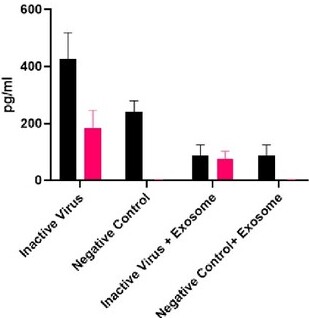 600
400
200
0
pg/ml
Inactive Virus
Negative Control
Inactive Virus + Exosome
Negative Control+ Exosome